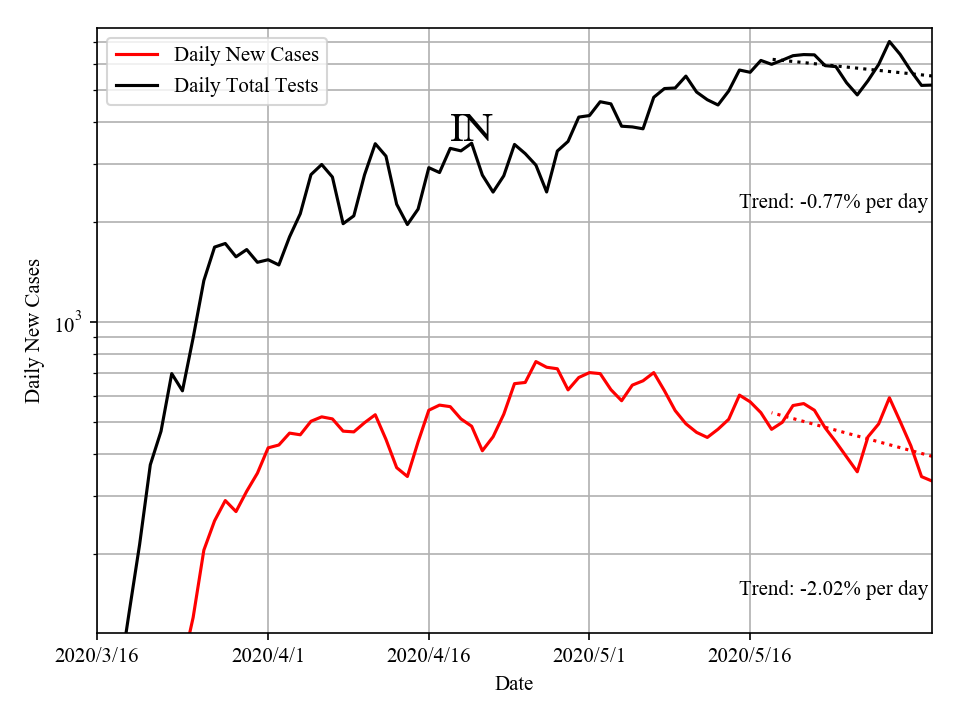 Daily New Cases
Daily Total Tests
IN
Trend: -0.77% per day
Daily New Cases
10³
Trend: -2.02% per day
2020/3/16 2020/4/1 2020/4/16 2020/5/1 2020/5/16
Date